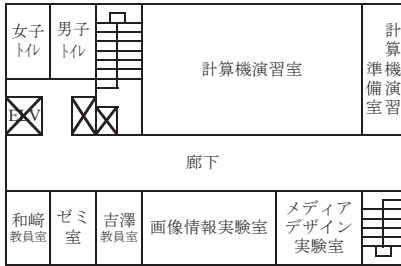 女子
トイレ
男子
トイレ
計算機演習室
計算機演習
準備室
ELV
廊下
和﨑
教員室
ゼミ
室
吉澤
教員室
画像情報実験室
メディア
デザイン
実験室